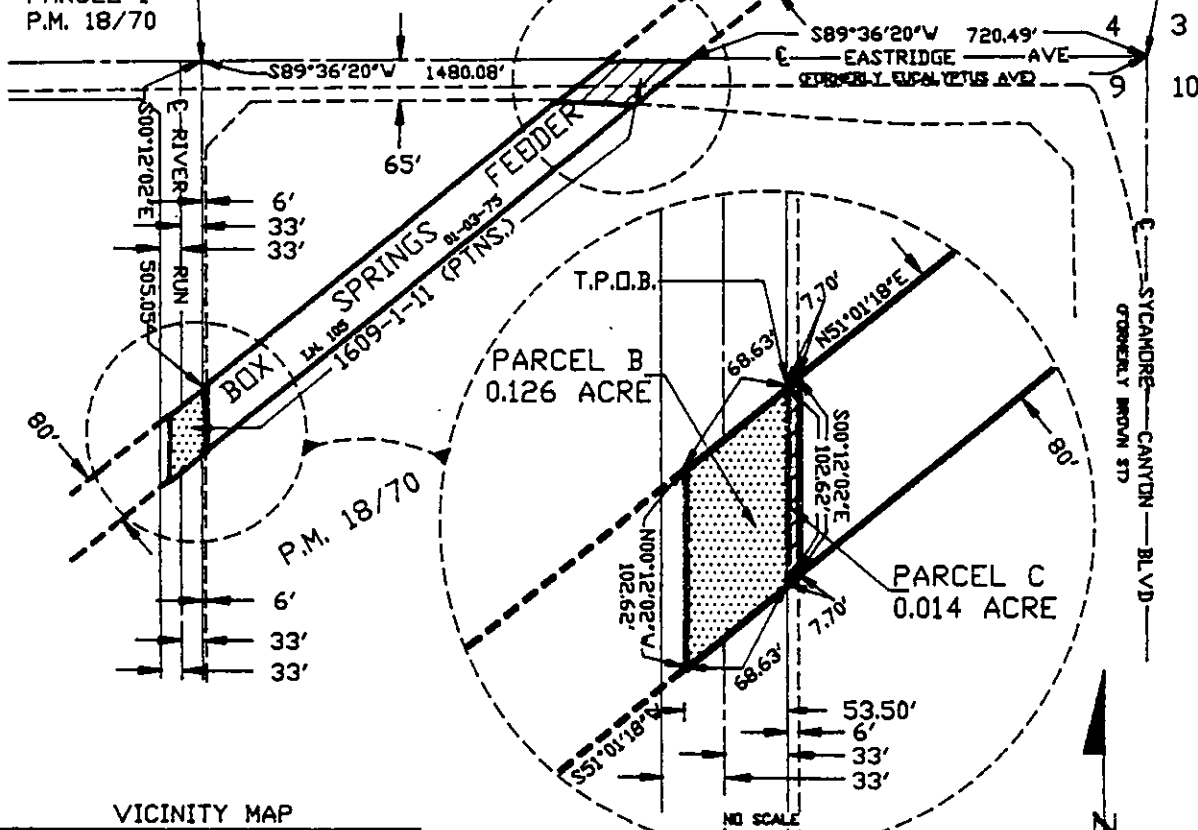 P.M. 18/70
S89°36'20"W 720.49'
4 3
℄ EASTRIDGE AVE
(FORMERLY EUCALYPTUS AVE)
9 10
S89°36'20"W 1480.08'
S00°12'02"E
505.05'
℄ RIVER RUN
65'
6'
33'
33'
BOX SPRINGS FEEDER
01-03-75
1609-1-11 (PTNS.)
80'
P.M. 18/70
6'
33'
33'
T.P.O.B.
7.70'
N51°01'18"E
68.63'
PARCEL B
0.126 ACRE
S00°12'02"E
102.62'
80'
N00°12'02"W
102.62'
PARCEL C
0.014 ACRE
7.70'
68.63'
S51°01'18"W
53.50'
6'
33'
33'
℄ SYCAMORE CANYON BLVD
(FORMERLY BROWN ST)
VICINITY MAP
NO SCALE
N